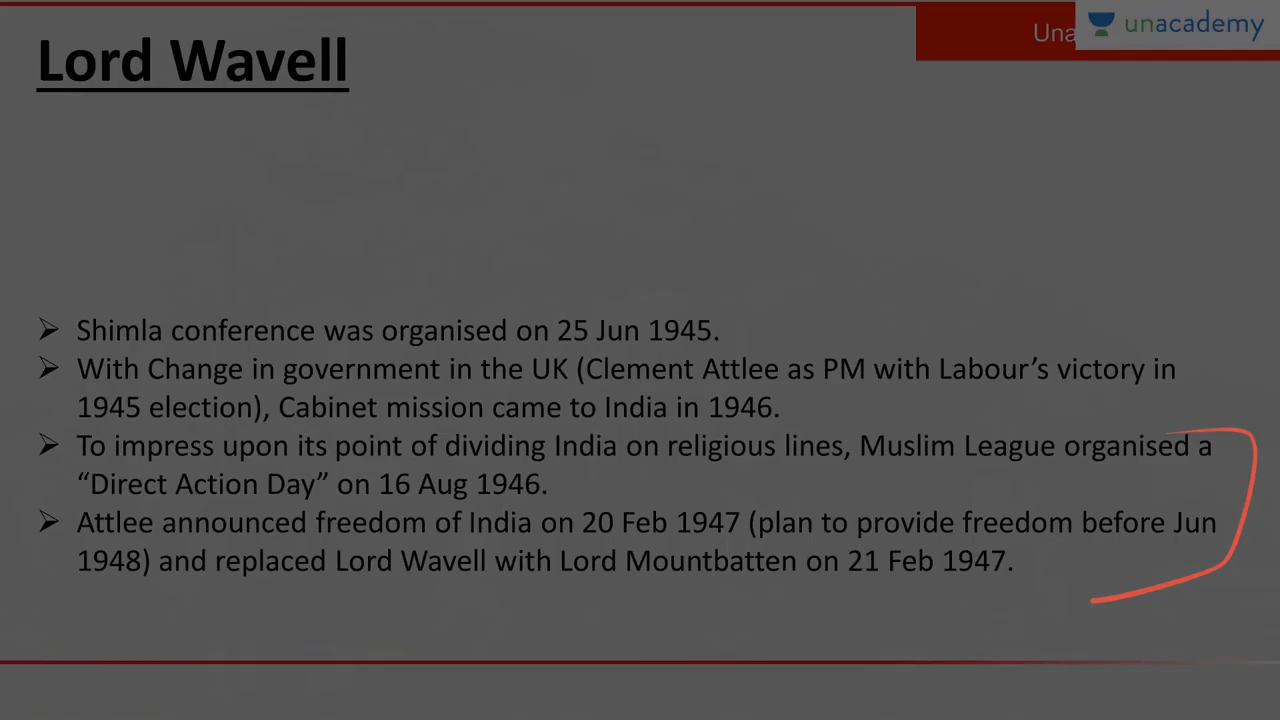 Lord Wavell
Una
unacademy
➢ Shimla conference was organised on 25 Jun 1945.
➢ With Change in government in the UK (Clement Attlee as PM with Labour’s victory in
1945 election), Cabinet mission came to India in 1946.
➢ To impress upon its point of dividing India on religious lines, Muslim League organised a
“Direct Action Day” on 16 Aug 1946.
➢ Attlee announced freedom of India on 20 Feb 1947 (plan to provide freedom before Jun
1948) and replaced Lord Wavell with Lord Mountbatten on 21 Feb 1947.